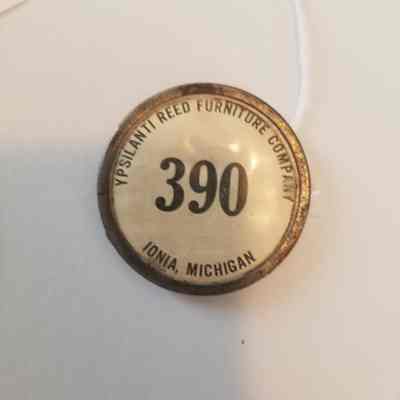 YPSILANTI REED FURNITURE COMPANY
390
IONIA, MICHIGAN